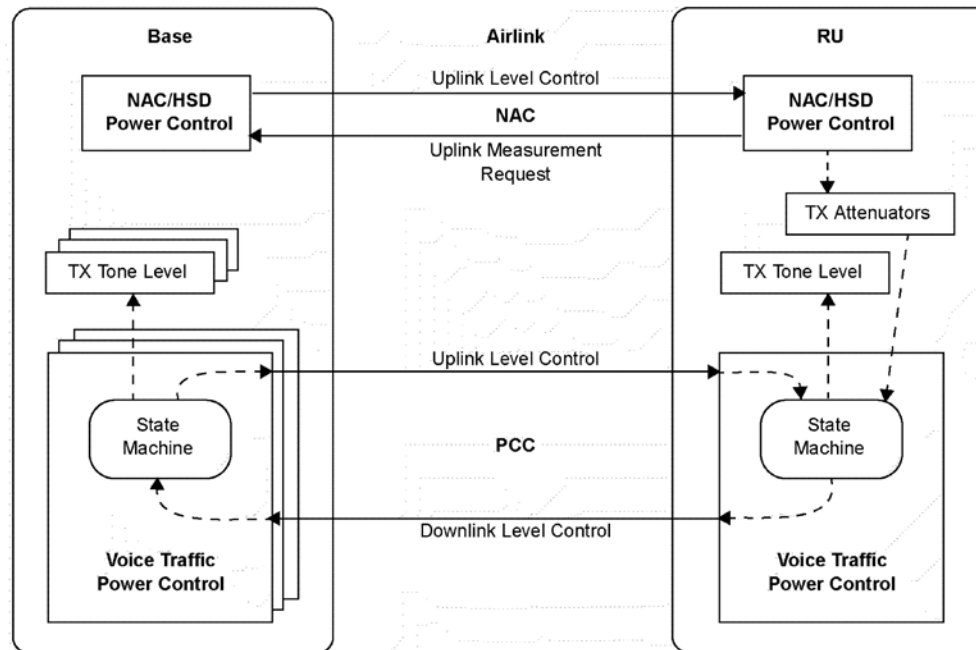 Base
Airlink
RU
NAC/HSD
Power Control
Uplink Level Control
NAC
Uplink Measurement
Request
NAC/HSD
Power Control
TX Attenuators
TX Tone Level
TX Tone Level
Uplink Level Control
State
Machine
PCC
State
Machine
Downlink Level Control
Voice Traffic
Power Control
Voice Traffic
Power Control